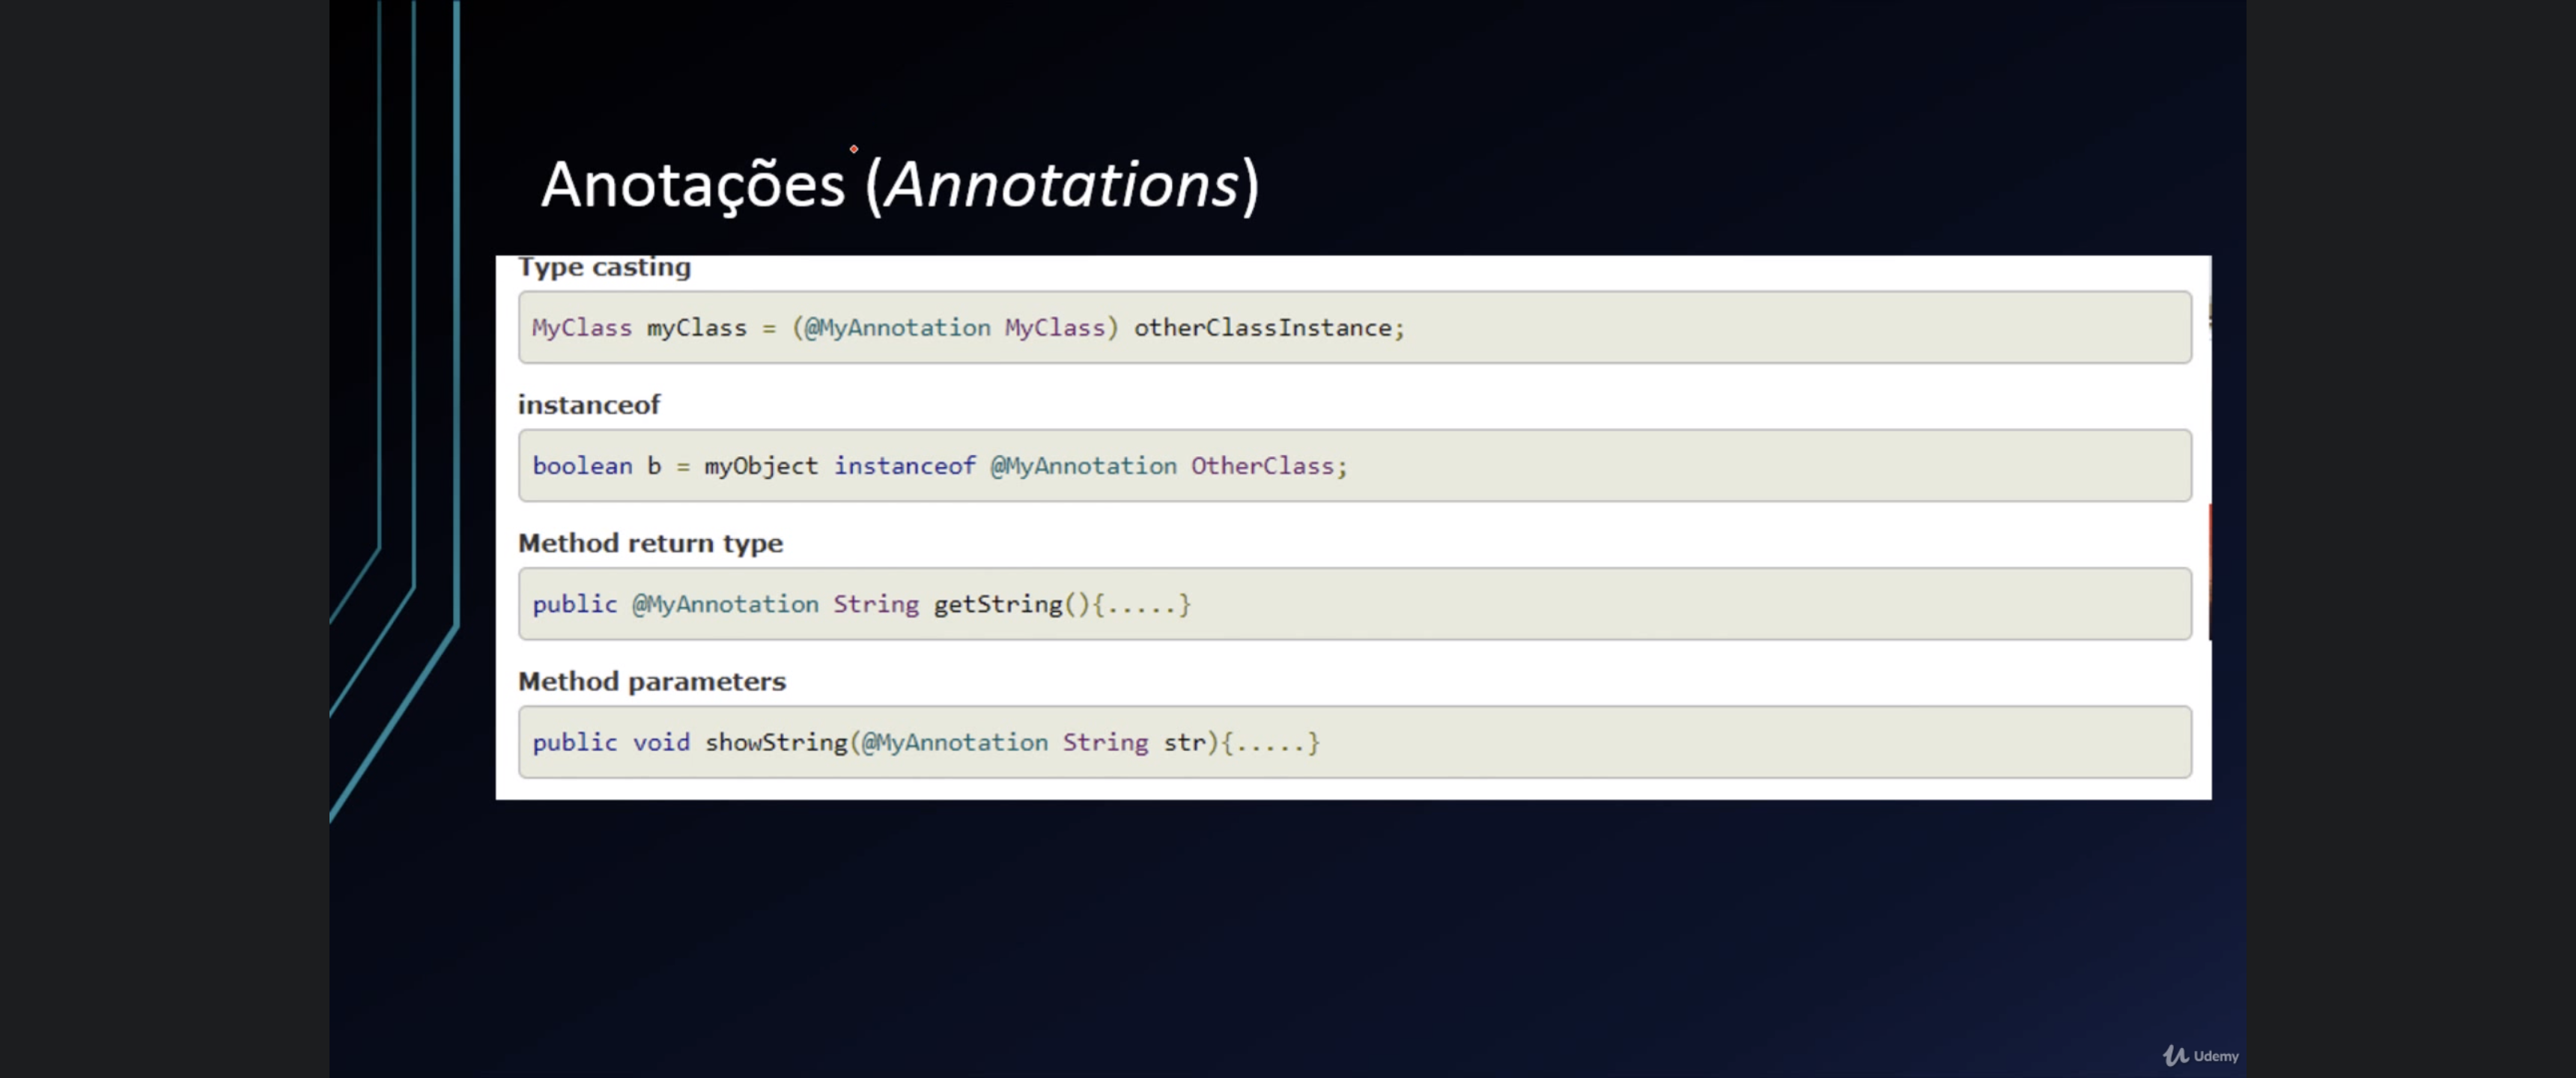 Anotações (Annotations)
Type casting
MyClass myClass = (@MyAnnotation MyClass) otherClassInstance;
instanceof
boolean b = myObject instanceof @MyAnnotation OtherClass;
Method return type
public @MyAnnotation String getString(){.....}
Method parameters
public void showString(@MyAnnotation String str){.....}
Udemy